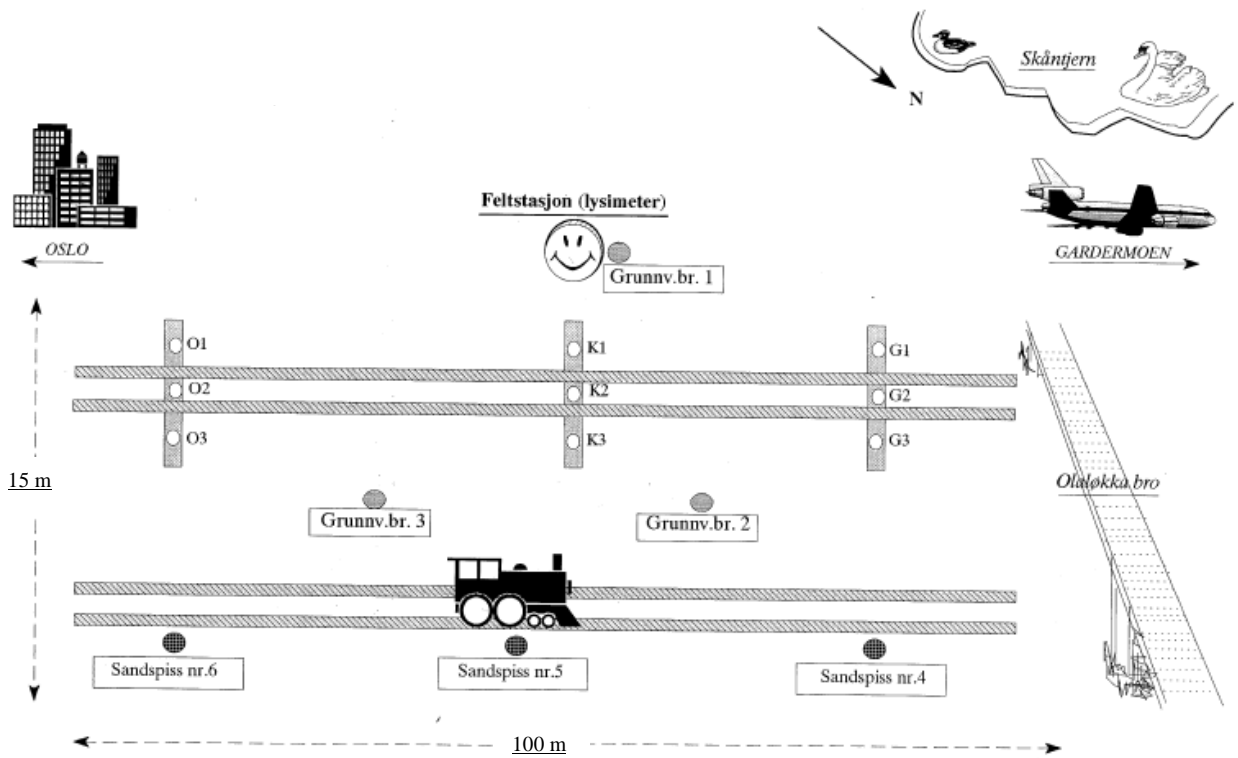 Skåntjern
N
Feltstasjon (lysimeter)
OSLO
GARDERMOEN
Grunnv.br. 1
O1
K1
G1
O2
K2
G2
O3
K3
G3
15 m
Olaløkka bro
Grunnv.br. 3
Grunnv.br. 2
Sandspiss nr.6
Sandspiss nr.5
Sandspiss nr.4
100 m